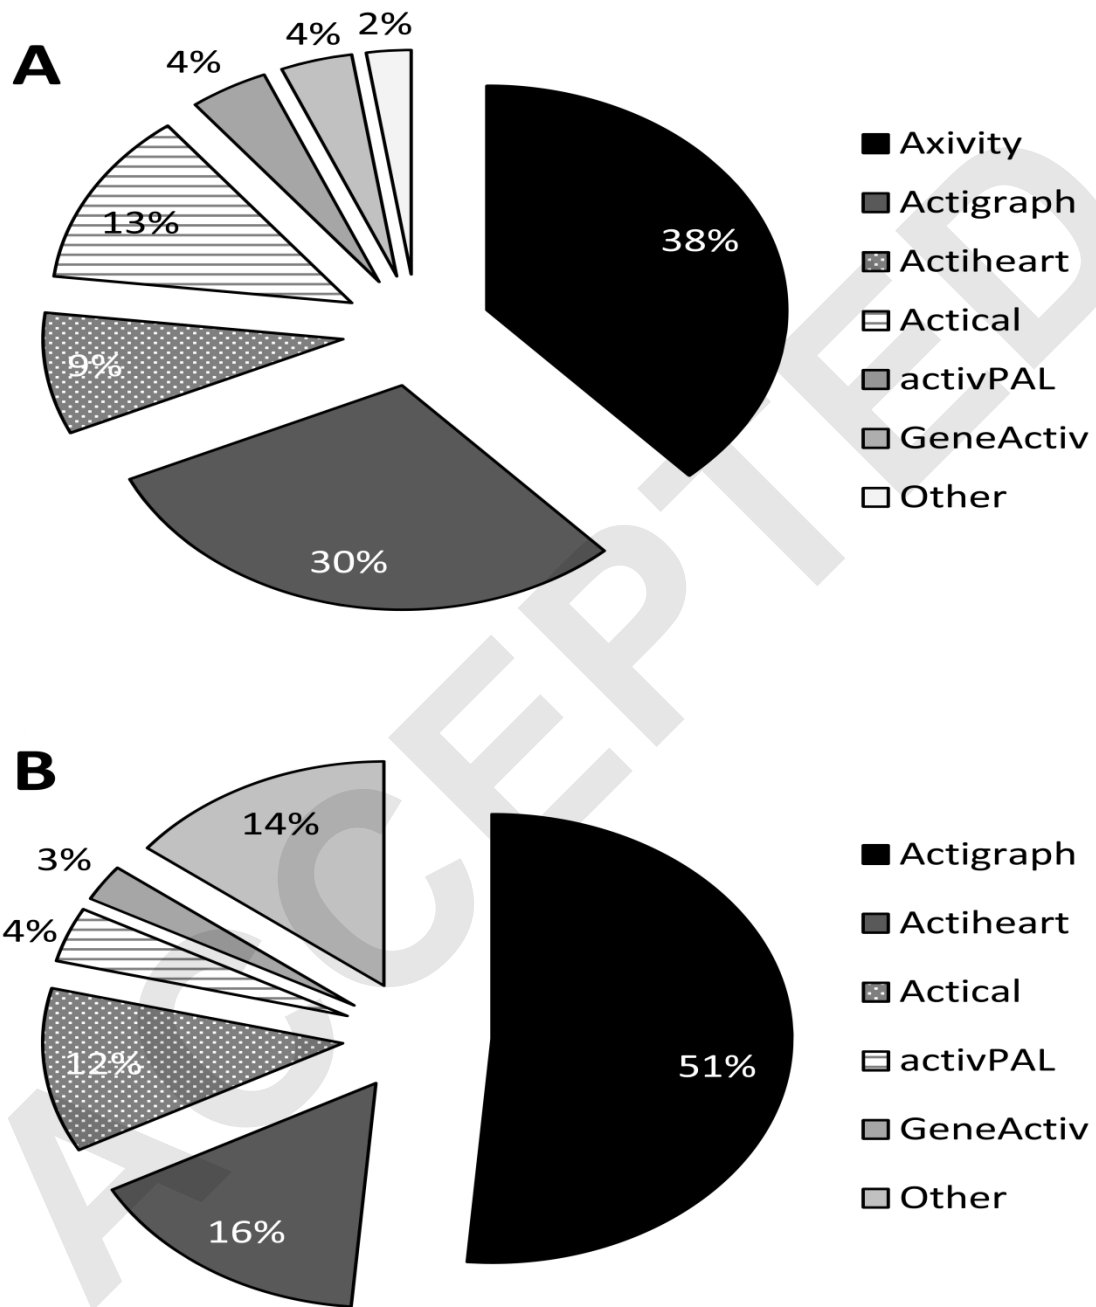 A
4%
4%
2%
13%
38%
9%
30%
Axivity
Actigraph
Actiheart
Actical
activPAL
GeneActiv
Other
B
14%
3%
4%
12%
51%
16%
Actigraph
Actiheart
Actical
activPAL
GeneActiv
Other
ACCEPTED